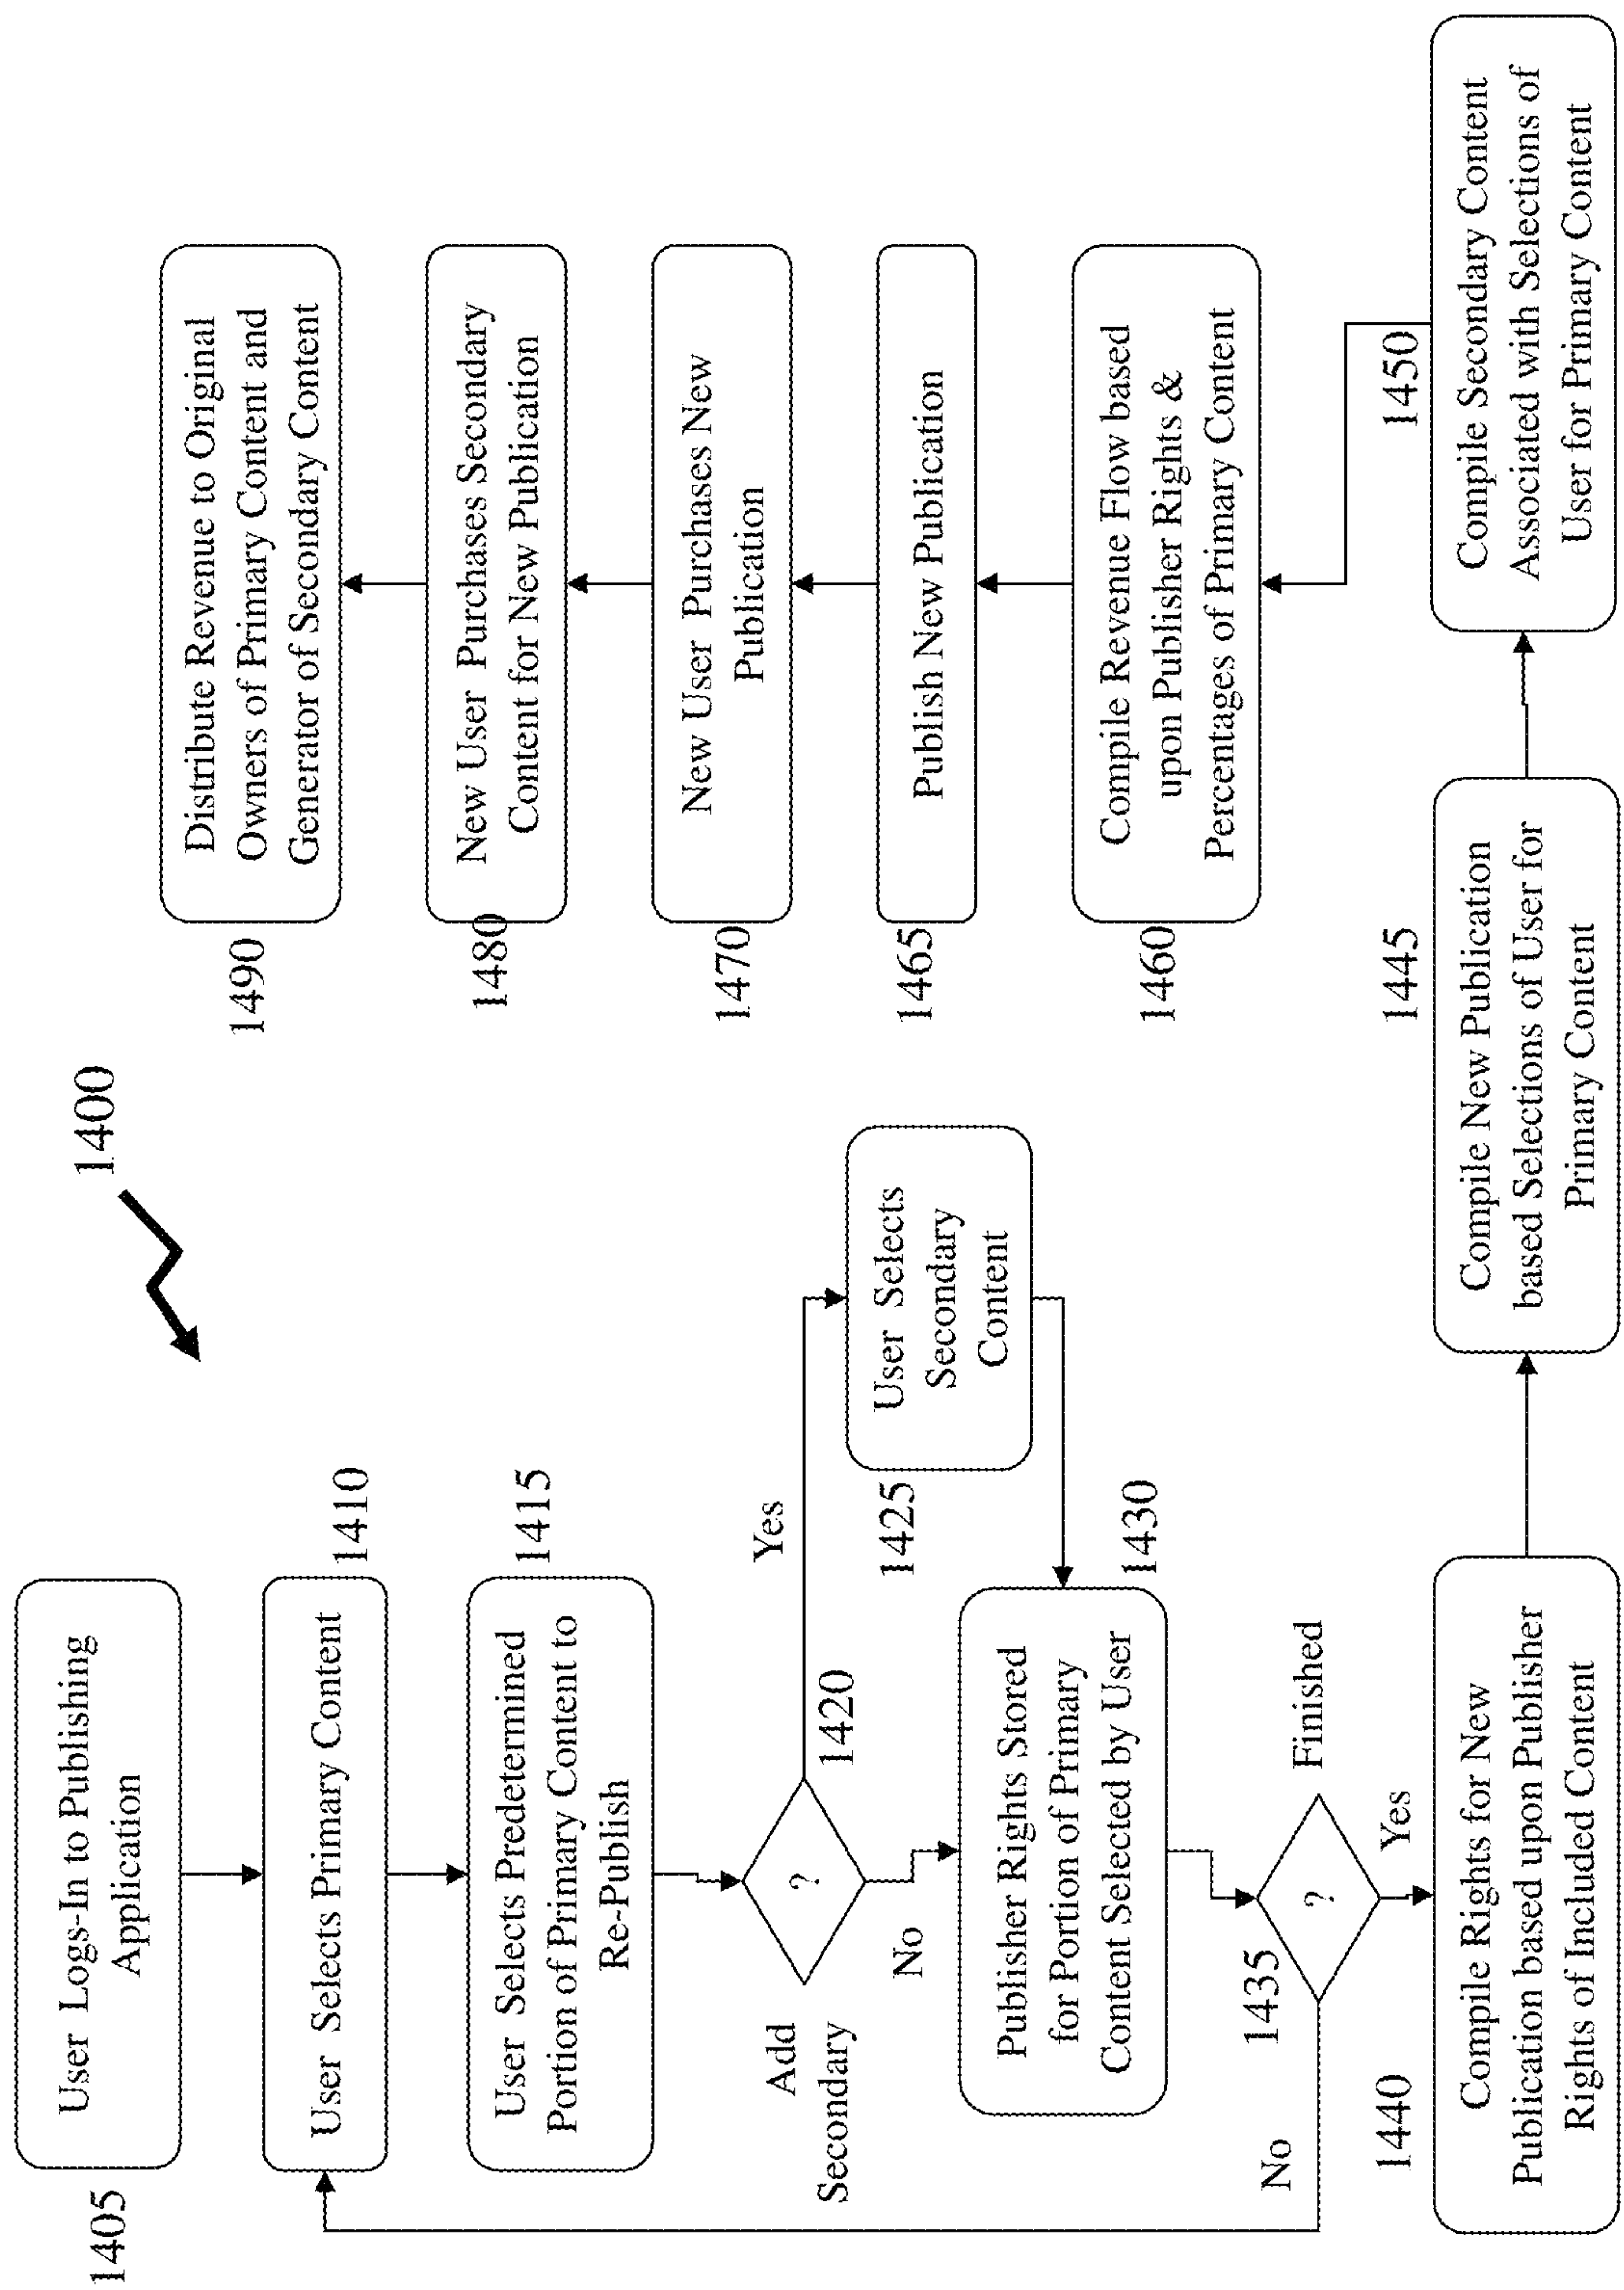 1400
1405
User Logs-In to Publishing
Application
User Selects Primary Content
1410
User Selects Predetermined
Portion of Primary Content to
Re-Publish
1415
Add
Secondary
?
1420
Yes
No
User Selects
Secondary
Content
1425
Publisher Rights Stored
for Portion of Primary
Content Selected by User
1430
1435
?
Finished
No
Yes
1440
Compile Rights for New
Publication based upon Publisher
Rights of Included Content
1445
Compile New Publication
based Selections of User for
Primary Content
1450
Compile Secondary Content
Associated with Selections of
User for Primary Content
1460
Compile Revenue Flow based
upon Publisher Rights &
Percentages of Primary Content
1465
Publish New Publication
1470
New User Purchases New
Publication
1480
New User Purchases Secondary
Content for New Publication
1490
Distribute Revenue to Original
Owners of Primary Content and
Generator of Secondary Content